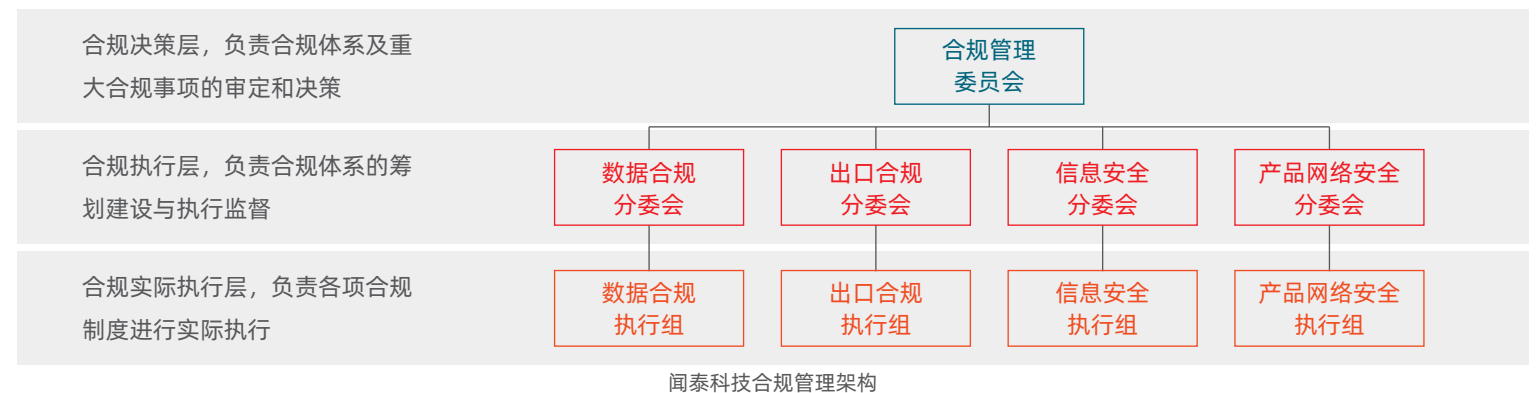 合规决策层，负责合规体系及重
大合规事项的审定和决策
合规管理
委员会
合规执行层，负责合规体系的筹
划建设与执行监督
数据合规
分委会
出口合规
分委会
信息安全
分委会
产品网络安全
分委会
合规实际执行层，负责各项合规
制度进行实际执行
数据合规
执行组
出口合规
执行组
信息安全
执行组
产品网络安全
执行组
闻泰科技合规管理架构